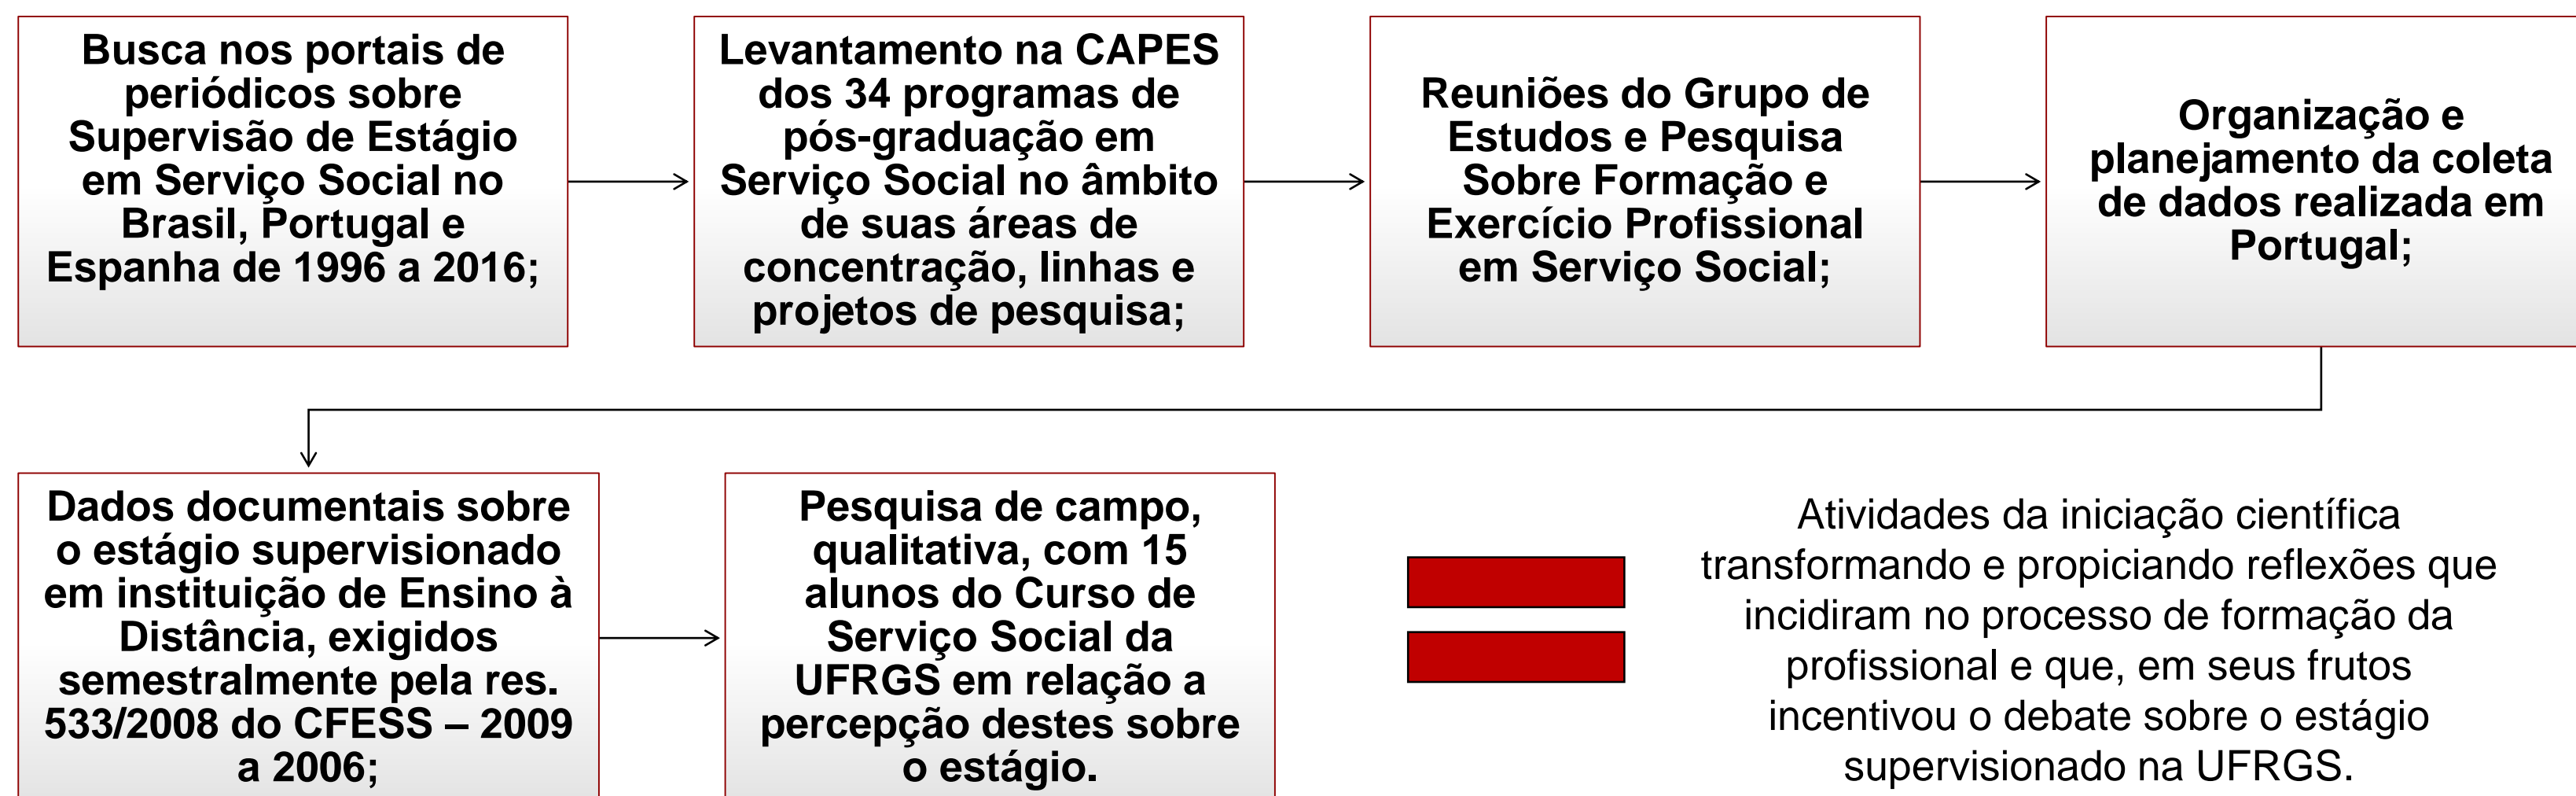 Busca nos portais de
periódicos sobre
Supervisão de Estágio
em Serviço Social no
Brasil, Portugal e
Espanha de 1996 a 2016;
Levantamento na CAPES
dos 34 programas de
pós-graduação em
Serviço Social no âmbito
de suas áreas de
concentração, linhas e
projetos de pesquisa;
Reuniões do Grupo de
Estudos e Pesquisa
Sobre Formação e
Exercício Profissional
em Serviço Social;
Organização e
planejamento da coleta
de dados realizada em
Portugal;
Dados documentais sobre
o estágio supervisionado
em instituição de Ensino à
Distância, exigidos
semestralmente pela res.
533/2008 do CFESS – 2009
a 2006;
Pesquisa de campo,
qualitativa, com 15
alunos do Curso de
Serviço Social da
UFRGS em relação a
percepção destes sobre
o estágio.
Atividades da iniciação científica
transformando e propiciando reflexões que
incidiram no processo de formação da
profissional e que, em seus frutos
incentivou o debate sobre o estágio
supervisionado na UFRGS.